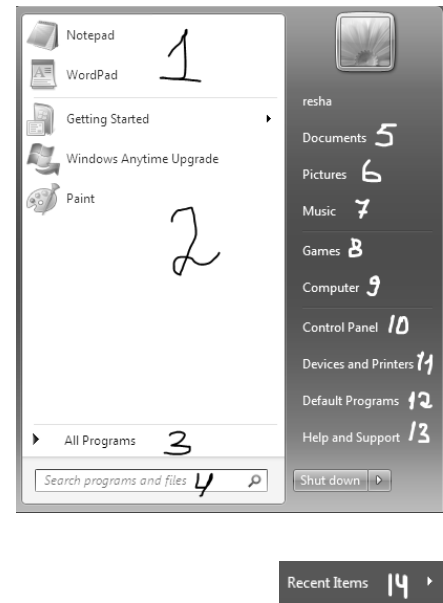 Notepad
WordPad
1
Getting Started
Windows Anytime Upgrade
Paint
2
All Programs 3
Search programs and files 4
resha
Documents 5
Pictures 6
Music 7
Games 8
Computer 9
Control Panel 10
Devices and Printers 11
Default Programs 12
Help and Support 13
Shut down
Recent Items 14